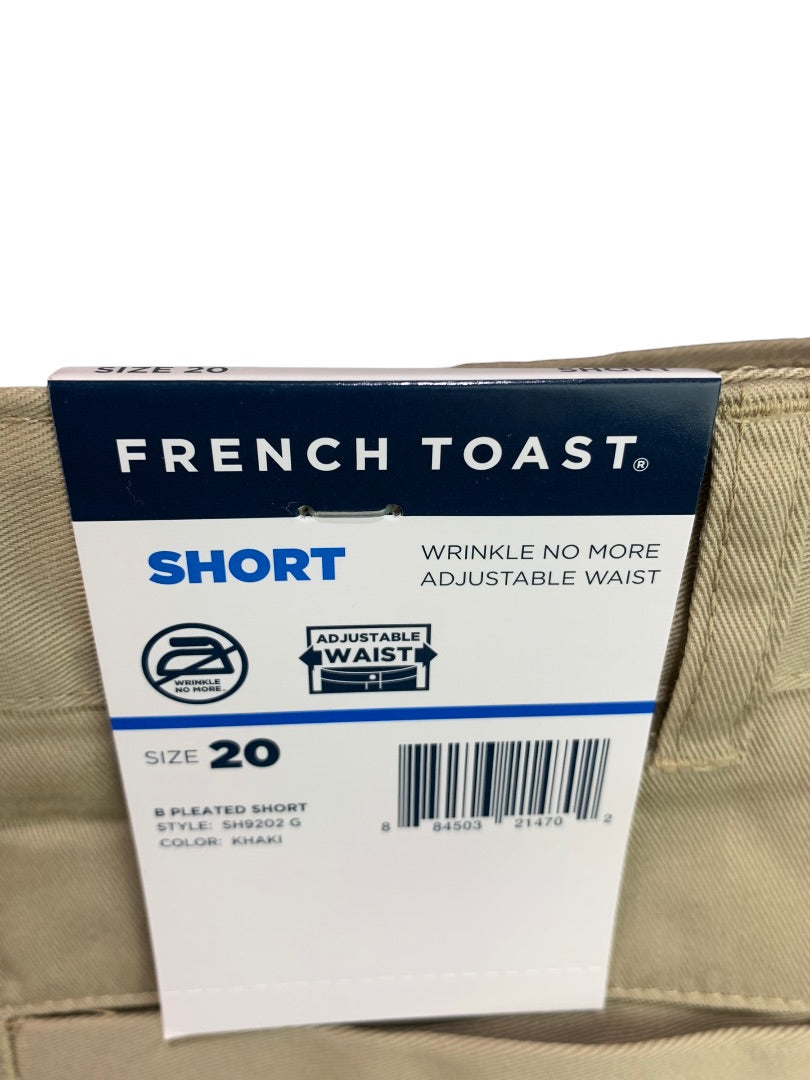 SIZE 20 SHORT
FRENCH TOAST®
SHORT
WRINKLE NO MORE
ADJUSTABLE WAIST
WRINKLE
NO MORE™
ADJUSTABLE
WAIST
SIZE 20
B PLEATED SHORT
STYLE: SH9202 G
COLOR: KHAKI
8 84503 21470 2